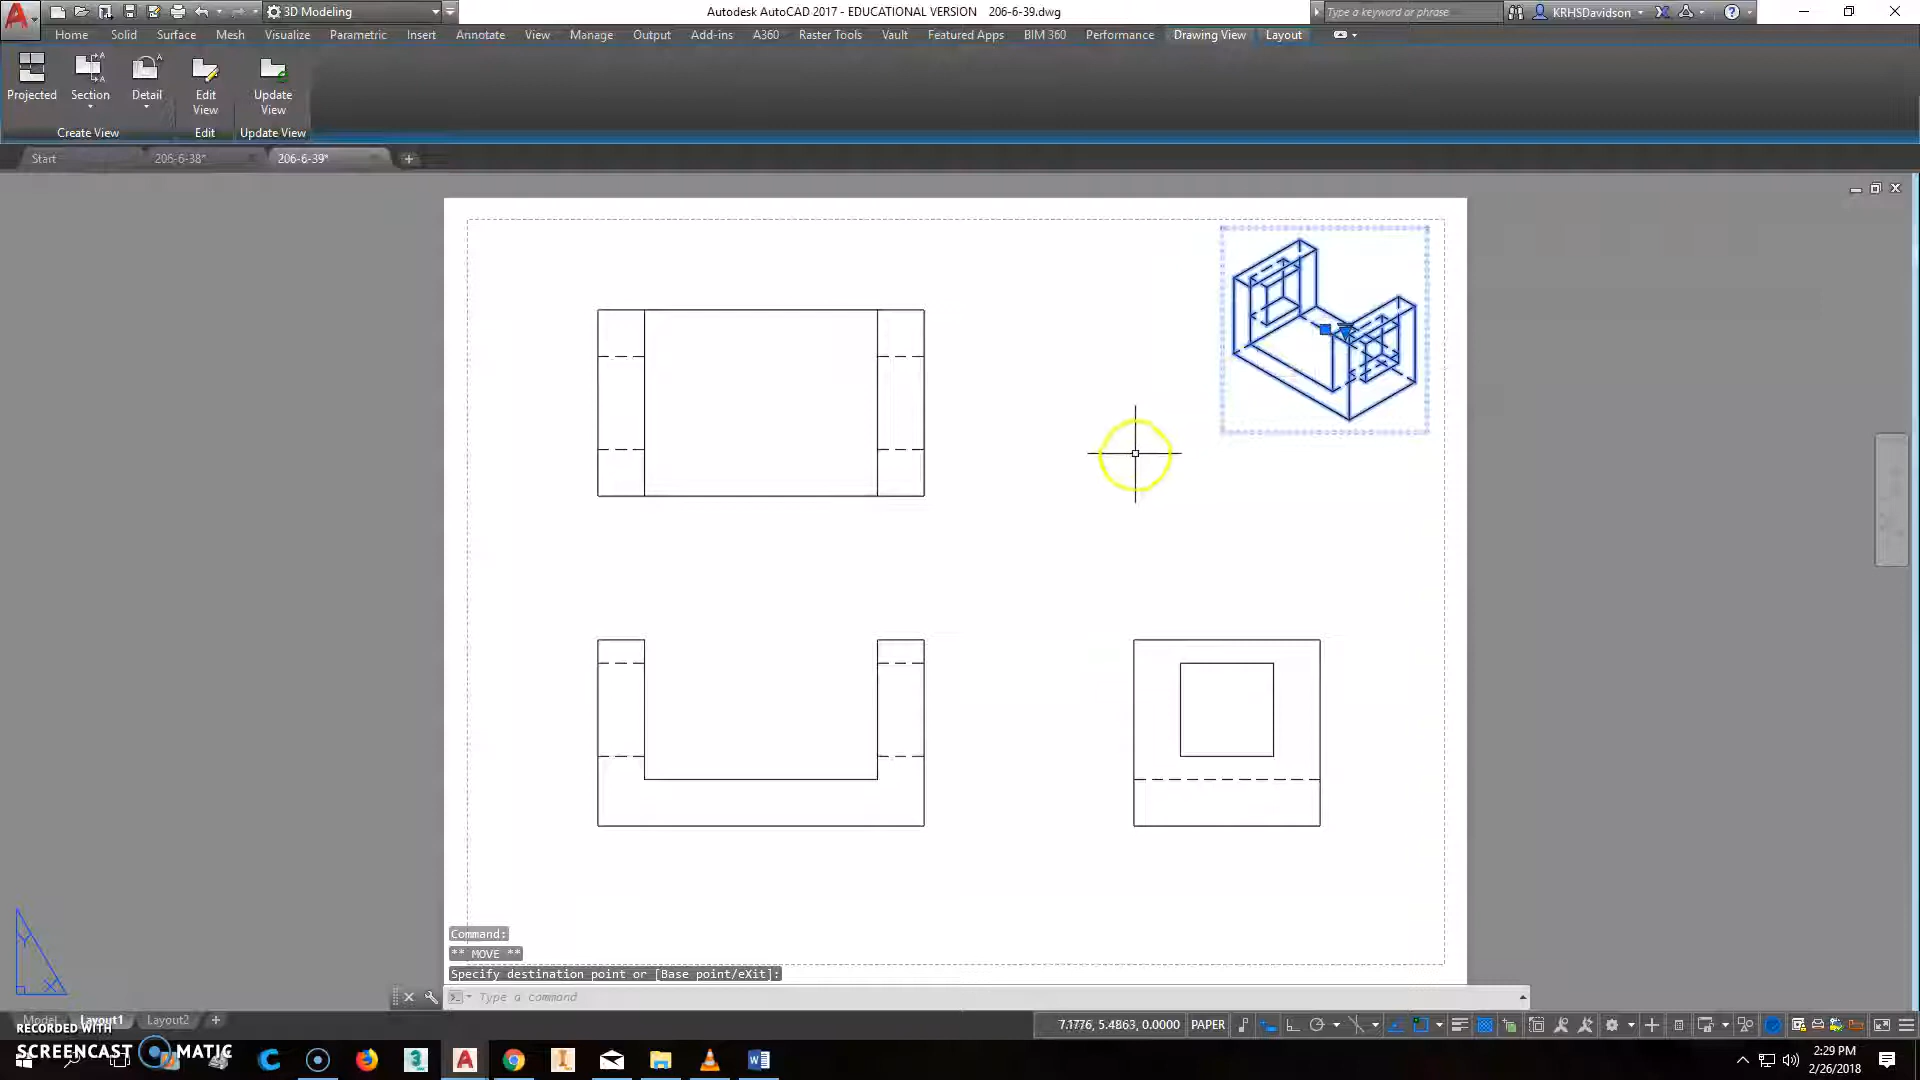 3D Modeling
Autodesk AutoCAD 2017 - EDUCATIONAL VERSION 206-6-39.dwg
Type a keyword or phrase
KRHSDavidson
Home Solid Surface Mesh Visualize Parametric Insert Annotate View Manage Output Add-ins A360 Raster Tools Vault Featured Apps BIM 360 Performance Drawing View Layout
Projected Section Detail Edit View Update View
Create View Edit Update View
Start 206-6-38* 206-6-39*
Command:
** MOVE **
Specify destination point or [Base point/eXit]:
Type a command
Model Layout1 Layout2 +
7.1776, 5.4863, 0.0000 PAPER
RECORDED WITH
SCREENCAST MATIC
2:29 PM
2/26/2018